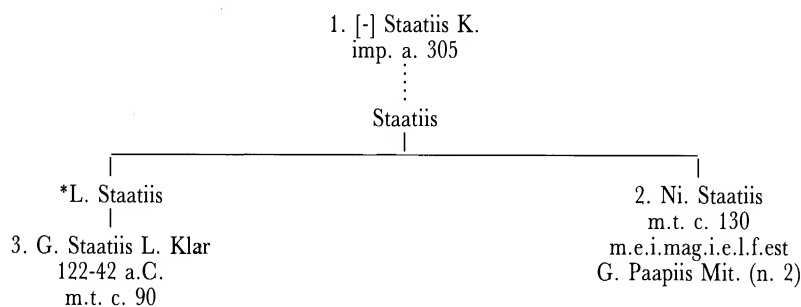 1. [-] Staatiis K.
imp. a. 305
Staatiis
*L. Staatiis
3. G. Staatiis L. Klar
122-42 a.C.
m.t. c. 90
2. Ni. Staatiis
m.t. c. 130
m.e.i.mag.i.e.l.f.est
G. Paapiis Mit. (n. 2)